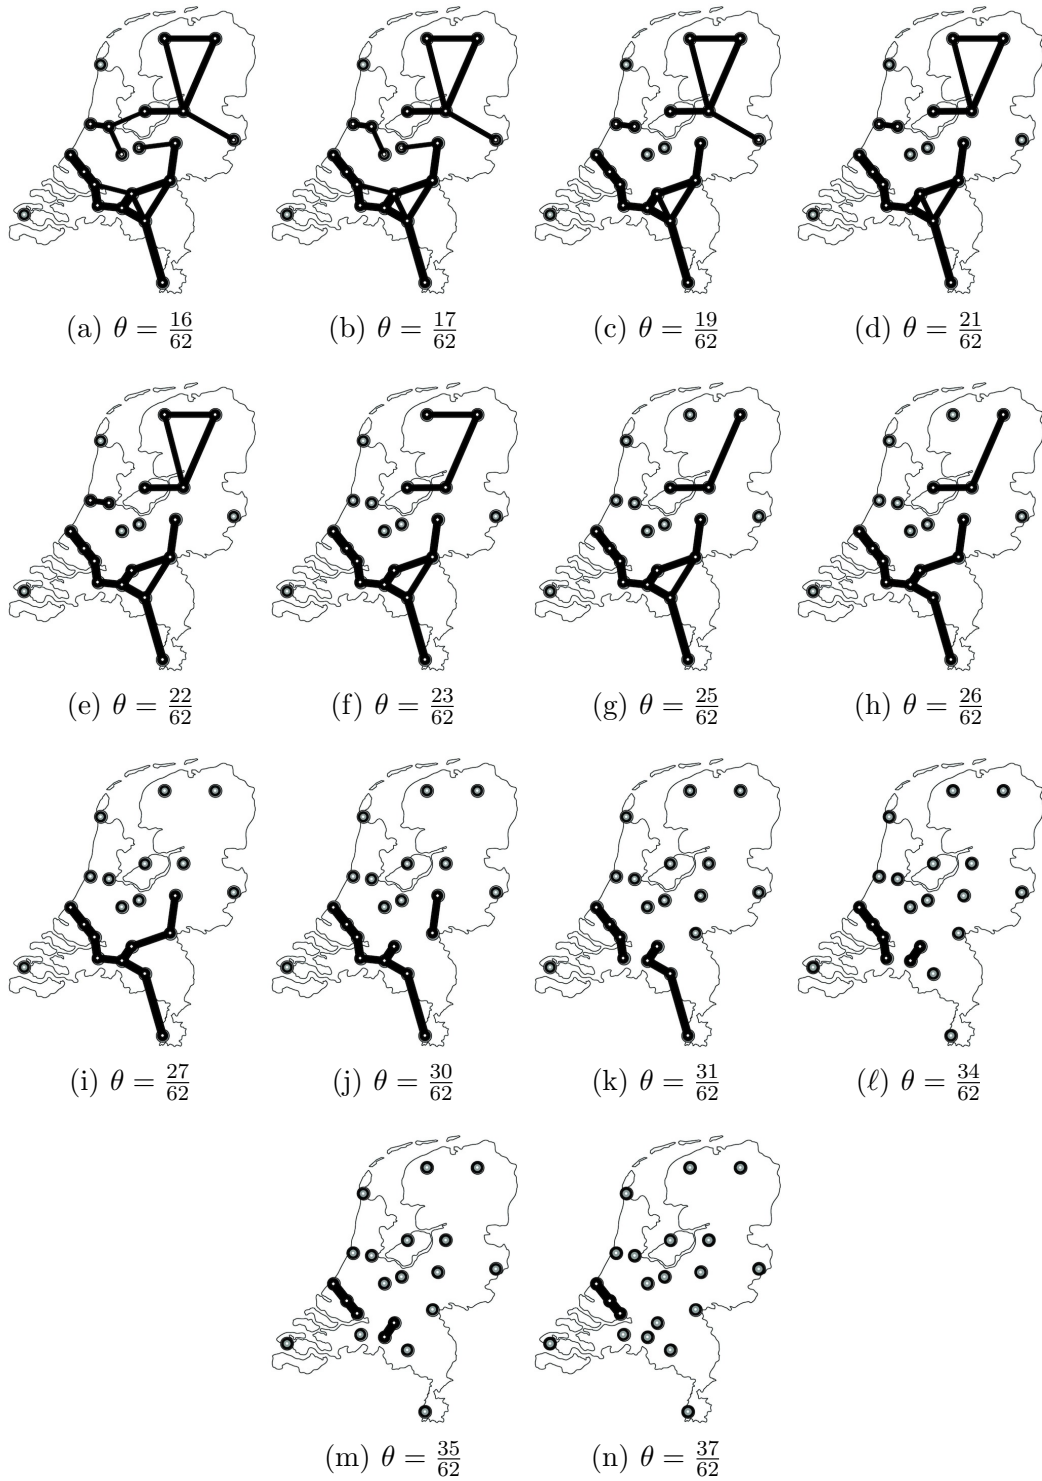 (a) θ = 16/62 (b) θ = 17/62 (c) θ = 19/62 (d) θ = 21/62
(e) θ = 22/62 (f) θ = 23/62 (g) θ = 25/62 (h) θ = 26/62
(i) θ = 27/62 (j) θ = 30/62 (k) θ = 31/62 (ℓ) θ = 34/62
(m) θ = 35/62 (n) θ = 37/62